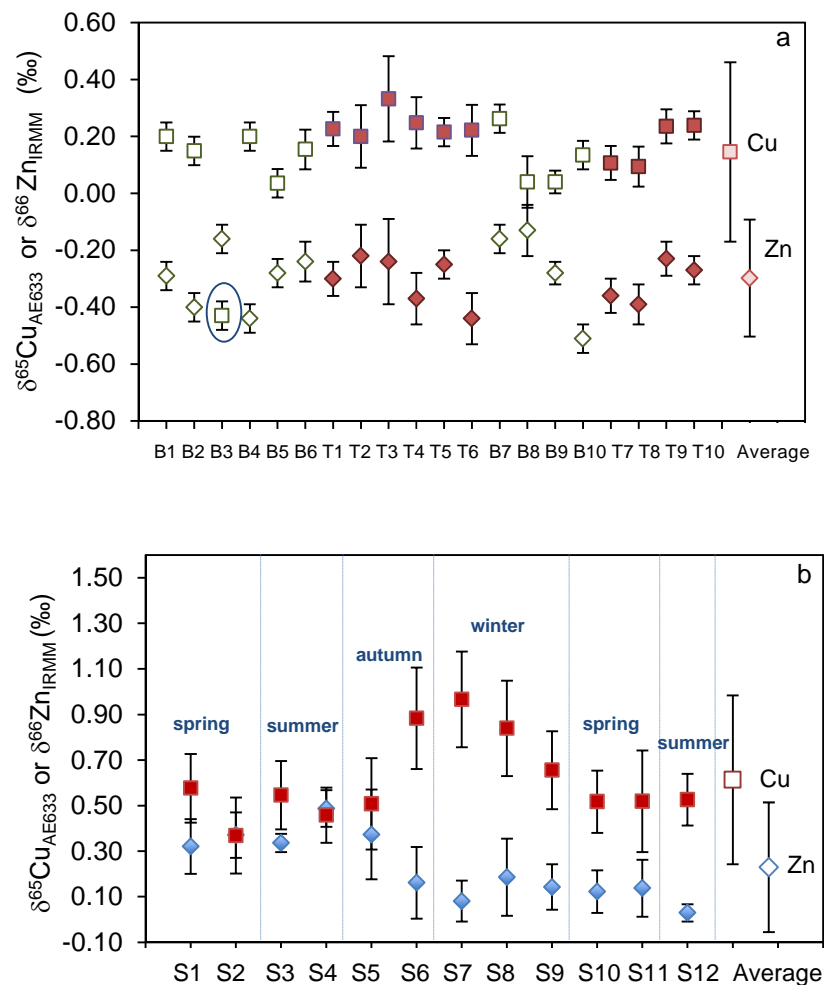 a
δ65CuAE633 or δ66ZnIRMM (‰)
0.60
0.40
0.20
0.00
-0.20
-0.40
-0.60
-0.80
Cu
Zn
B1 B2 B3 B4 B5 B6 T1 T2 T3 T4 T5 T6 B7 B8 B9 B10 T7 T8 T9 T10 Average
b
δ65CuAE633 or δ66ZnIRMM(‰)
1.50
1.30
1.10
0.90
0.70
0.50
0.30
0.10
-0.10
spring
summer
autumn
winter
spring
summer
Cu
Zn
S1 S2 S3 S4 S5 S6 S7 S8 S9 S10 S11 S12 Average